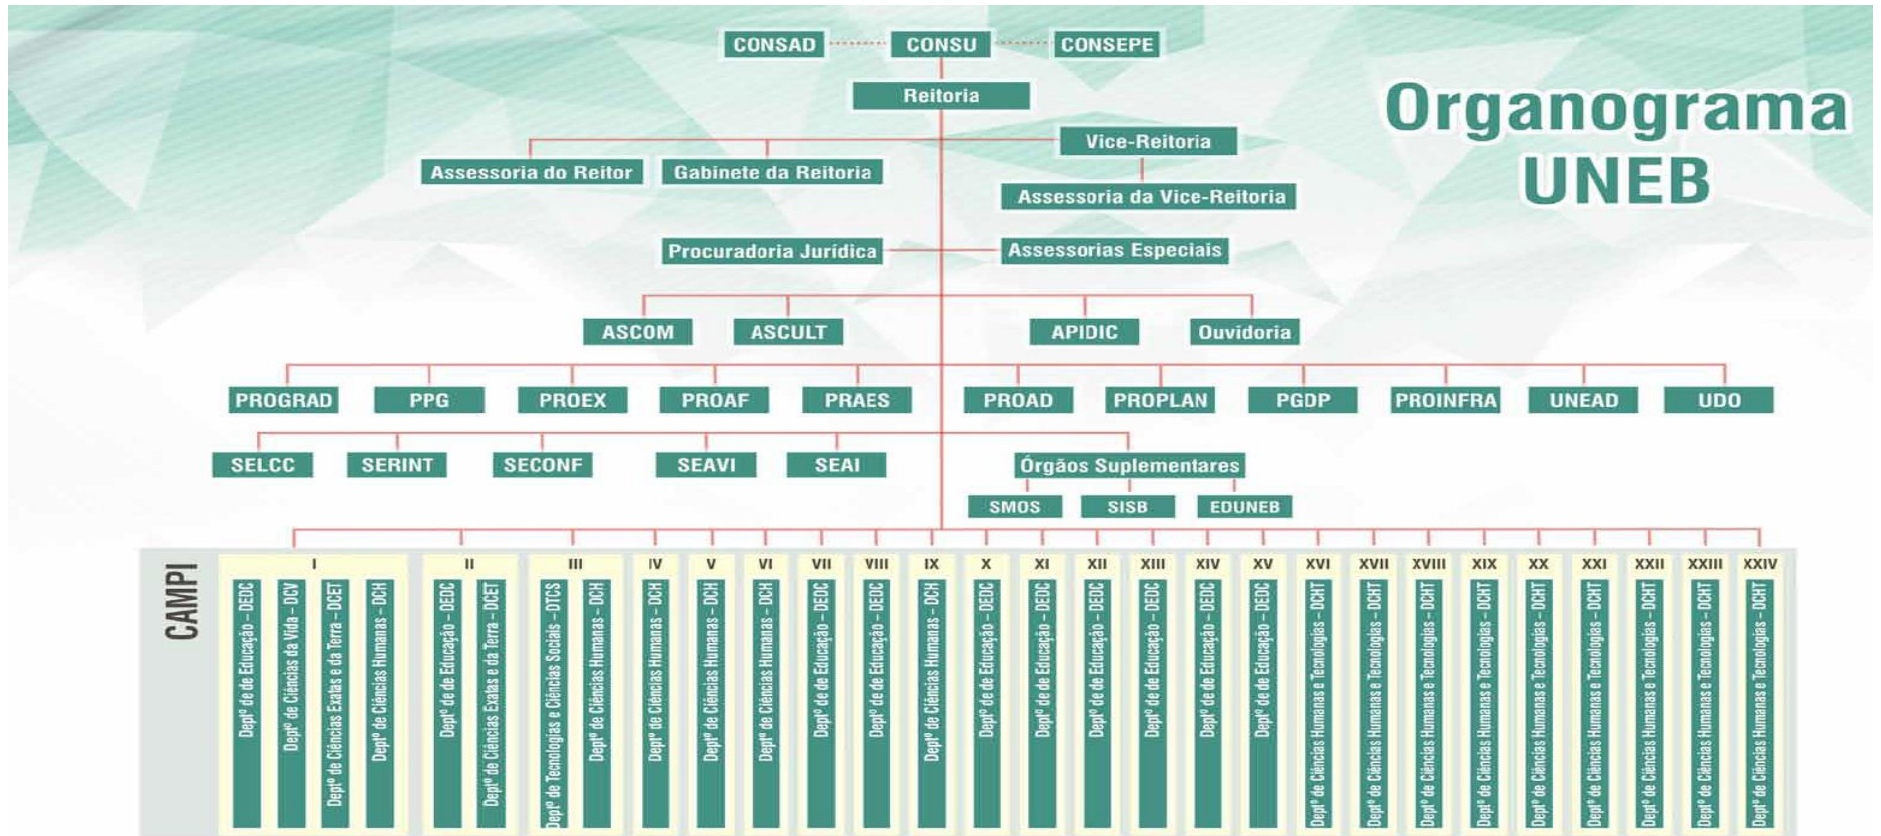 CONSAD CONSU CONSEPE
Reitoria
Organograma
UNEB
Vice-Reitoria
Assessoria do Reitor Gabinete da Reitoria
Assessoria da Vice-Reitoria
Procuradoria Jurídica Assessorias Especiais
ASCOM ASCULT APIDIC Ouvidoria
PROGRAD PPG PROEX PROAF PRAES PROAD PROPLAN PGDP PROINFRA UNEAD UDO
SELCC SERINT SECONF SEAVI SEAI Órgãos Suplementares
SMOS SISB EDUNEB
CAMPI
I
Deptº de de Educação – DEDC
Deptº de Ciências da Vida – DCV
Deptº de Ciências Exatas e da Terra – DCET
Deptº de Ciências Humanas – DCH
II
Deptº de de Educação – DEDC
Deptº de Ciências Exatas e da Terra – DCET
III
Deptº de Tecnologias e Ciências Sociais – DTCS
Deptº de Ciências Humanas – DCH
IV
Deptº de Ciências Humanas – DCH
V
Deptº de Ciências Humanas – DCH
VI
Deptº de Ciências Humanas – DCH
VII
Deptº de de Educação – DEDC
VIII
Deptº de de Educação – DEDC
IX
Deptº de Ciências Humanas – DCH
X
Deptº de de Educação – DEDC
XI
Deptº de de Educação – DEDC
XII
Deptº de de Educação – DEDC
XIII
Deptº de de Educação – DEDC
XIV
Deptº de de Educação – DEDC
XV
Deptº de de Educação – DEDC
XVI
Deptº de Ciências Humanas e Tecnologias – DCHT
XVII
Deptº de Ciências Humanas e Tecnologias – DCHT
XVIII
Deptº de Ciências Humanas e Tecnologias – DCHT
XIX
Deptº de Ciências Humanas e Tecnologias – DCHT
XX
Deptº de Ciências Humanas e Tecnologias – DCHT
XXI
Deptº de Ciências Humanas e Tecnologias – DCHT
XXII
Deptº de Ciências Humanas e Tecnologias – DCHT
XXIII
Deptº de Ciências Humanas e Tecnologias – DCHT
XXIV
Deptº de Ciências Humanas e Tecnologias – DCHT